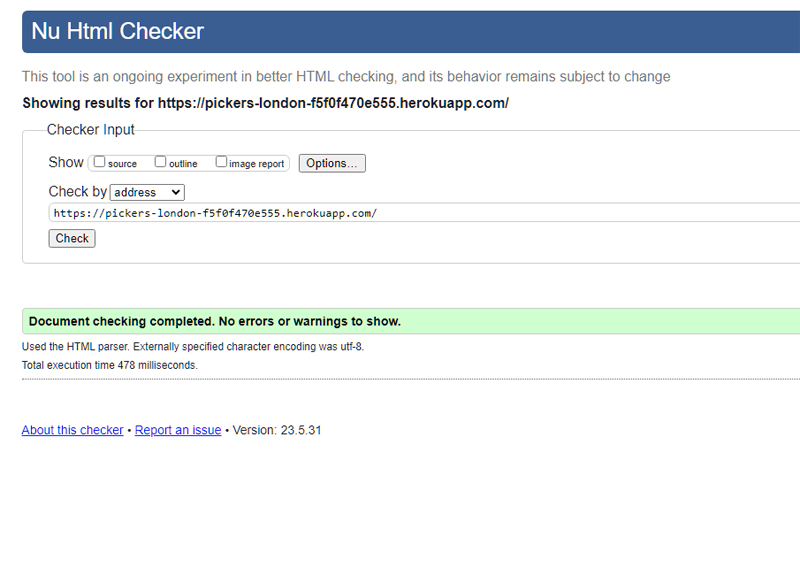 Nu Html Checker
This tool is an ongoing experiment in better HTML checking, and its behavior remains subject to change
Showing results for https://pickers-london-f5f0f470e555.herokuapp.com/
Checker Input
Show source outline image report Options...
Check by address
https://pickers-london-f5f0f470e555.herokuapp.com/
Check
Document checking completed. No errors or warnings to show.
Used the HTML parser. Externally specified character encoding was utf-8.
Total execution time 478 milliseconds.
About this checker • Report an issue • Version: 23.5.31